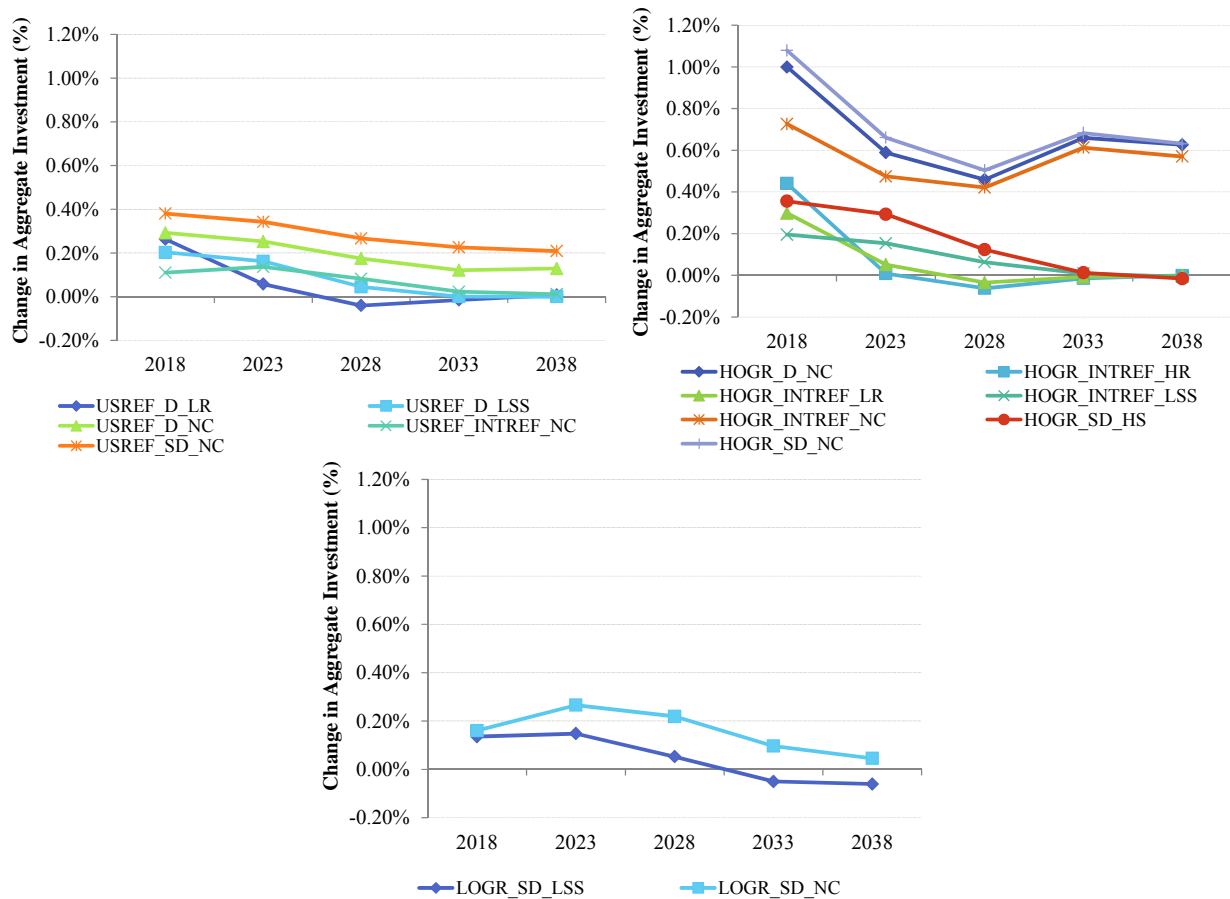 Change in Aggregate Investment (%)
1.20%
1.00%
0.80%
0.60%
0.40%
0.20%
0.00%
-0.20%
2018 2023 2028 2033 2038
USREF_D_LR USREF_D_LSS
USREF_D_NC USREF_INTREF_NC
USREF_SD_NC
Change in Aggregate Investment (%)
1.20%
1.00%
0.80%
0.60%
0.40%
0.20%
0.00%
-0.20%
2018 2023 2028 2033 2038
HOGR_D_NC HOGR_INTREF_HR
HOGR_INTREF_LR HOGR_INTREF_LSS
HOGR_INTREF_NC HOGR_SD_HS
HOGR_SD_NC
Change in Aggregate Investment (%)
1.20%
1.00%
0.80%
0.60%
0.40%
0.20%
0.00%
-0.20%
2018 2023 2028 2033 2038
LOGR_SD_LSS LOGR_SD_NC